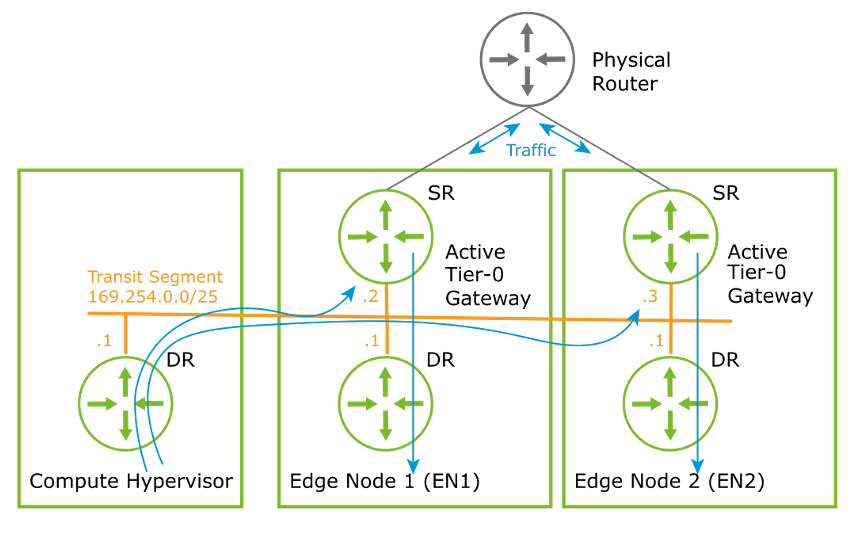 Physical
Router
Traffic
SR
SR
Active
Tier-0
Gateway
Active
Tier-0
Gateway
Transit Segment
169.254.0.0/25
.2
.3
.1
.1
.1
DR
DR
DR
Compute Hypervisor
Edge Node 1 (EN1)
Edge Node 2 (EN2)